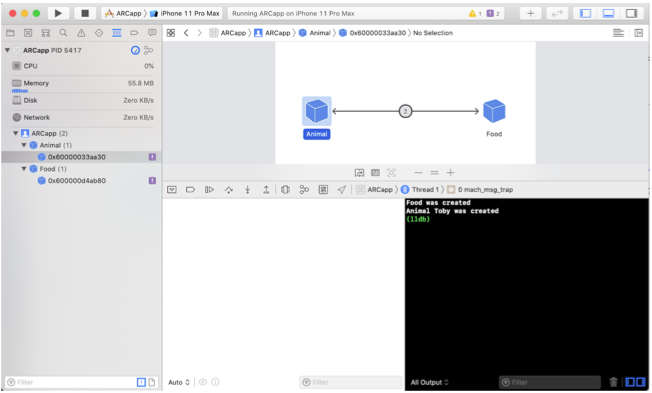 ARCapp 〉 iPhone 11 Pro Max
Running ARCapp on iPhone 11 Pro Max
1
2
ARCapp 〉 ARCapp 〉 Animal 〉 0x60000033aa30 〉 No Selection
ARCapp PID 5417
CPU 0%
Memory 55.8 MB
Disk Zero KB/s
Network Zero KB/s
ARCapp (2)
Animal (1)
0x60000033aa30
Food (1)
0x600000d4ab80
2
Animal
Food
ARCapp 〉 Thread 1 〉 0 mach_msg_trap
Food was created
Animal Toby was created
(lldb)
Filter
Auto
Filter
All Output
Filter